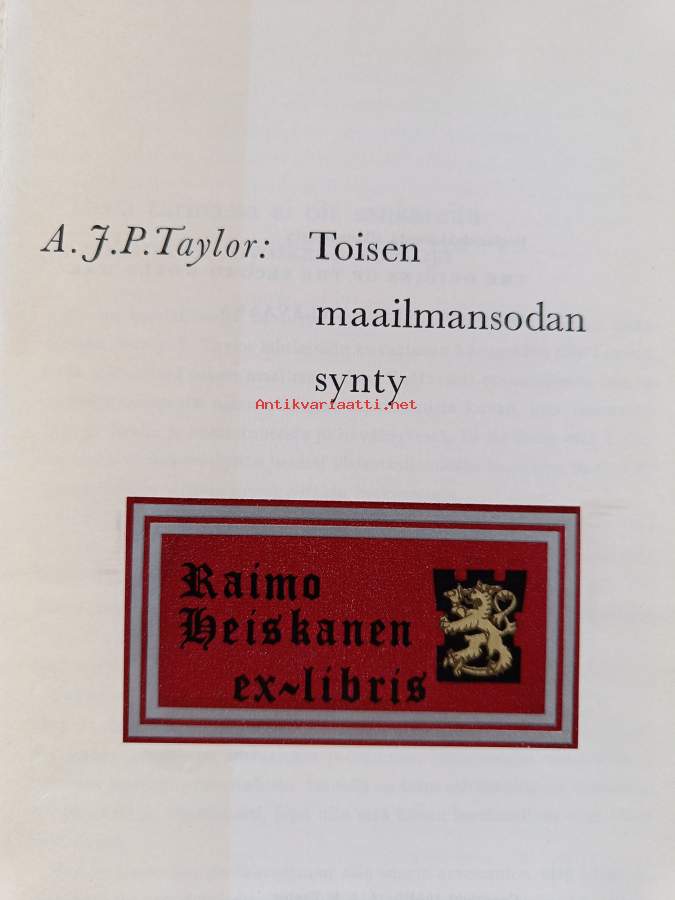 A. J. P. Taylor: Toisen
maailmansodan
synty
Antikvariaatti.net
Raimo
Heiskanen
ex~libris